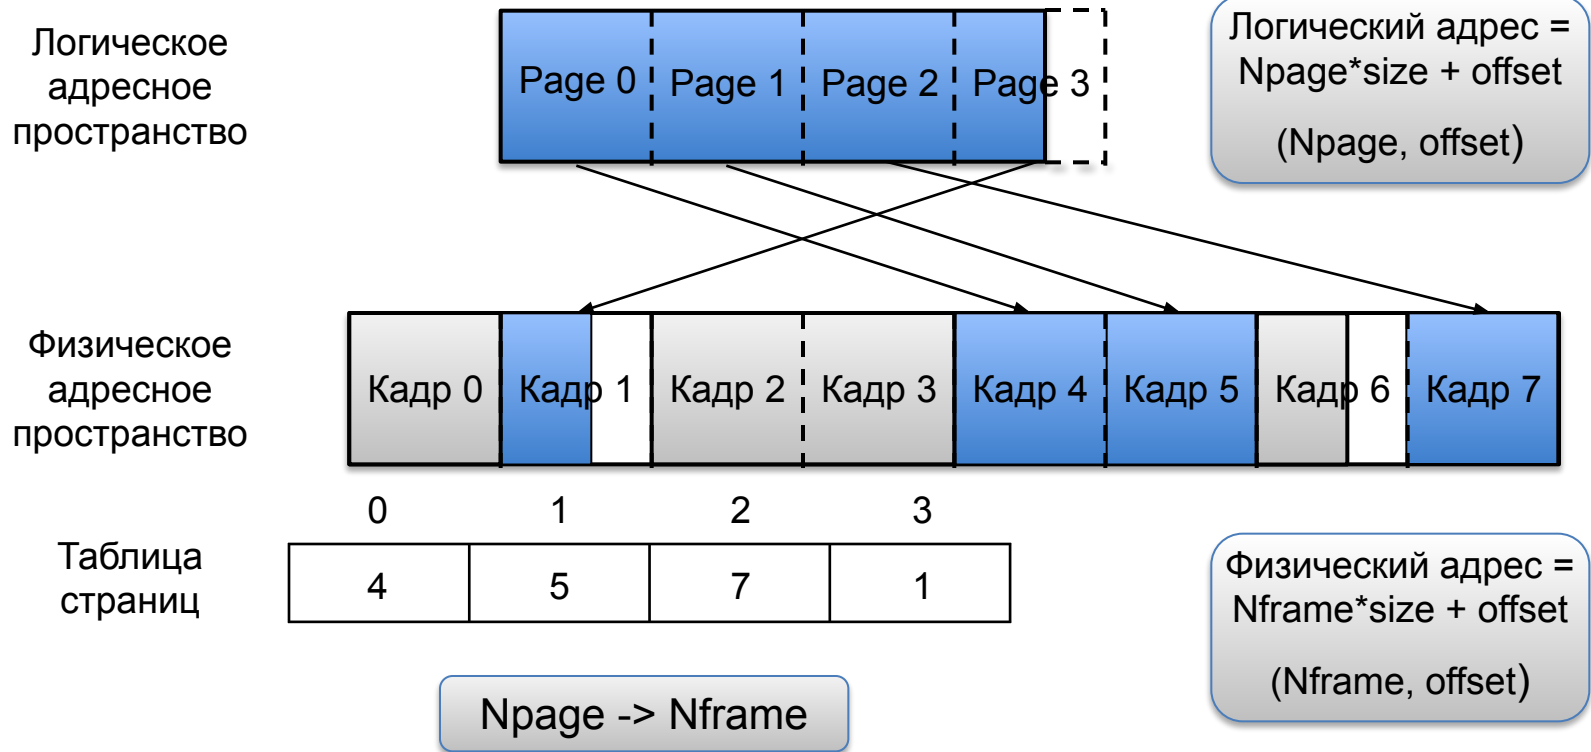 Логическое
адресное
пространство
Page 0 Page 1 Page 2 Page 3
Логический адрес =
Npage*size + offset
(Npage, offset)
Физическое
адресное
пространство
Кадр 0 Кадр 1 Кадр 2 Кадр 3 Кадр 4 Кадр 5 Кадр 6 Кадр 7
0 1 2 3
Таблица
страниц
4 5 7 1
Физический адрес =
Nframe*size + offset
(Nframe, offset)
Npage -> Nframe